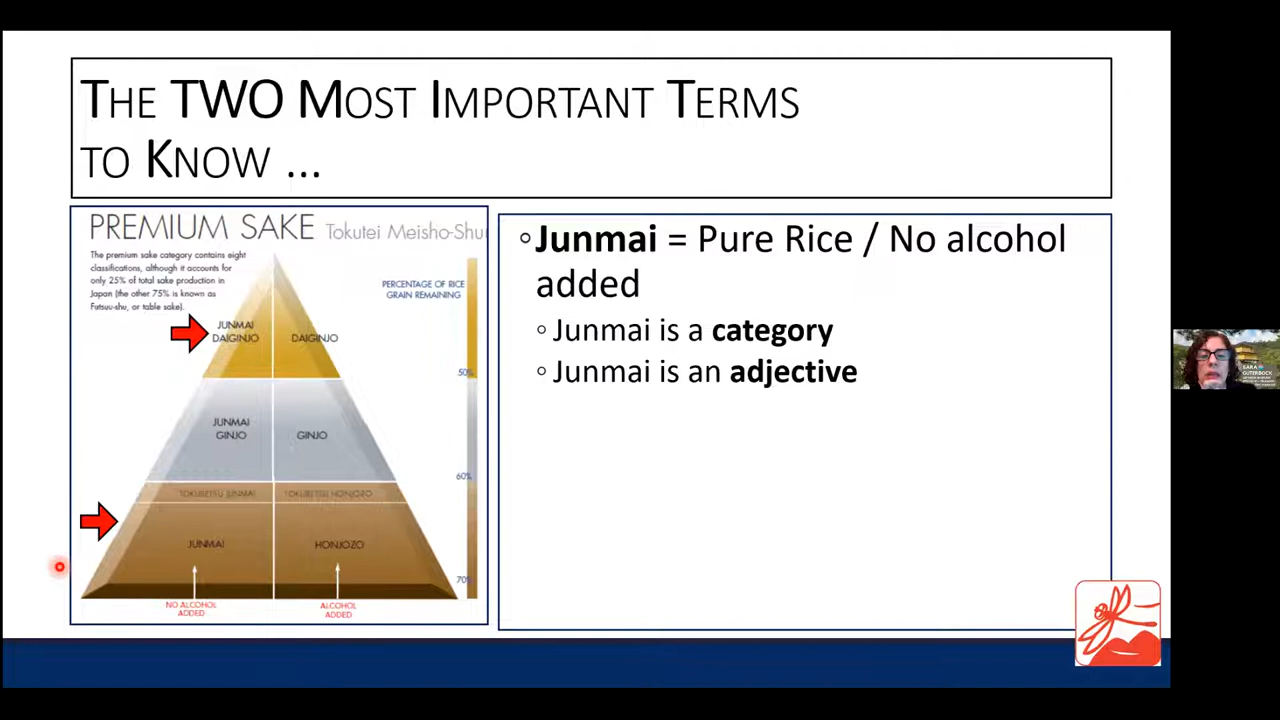 THE TWO MOST IMPORTANT TERMS
TO KNOW ...
PREMIUM SAKE Tokutei Meisho-Shu
The premium sake category contains eight
classifications, although it accounts for
only 25% of total sake production in
Japan (the other 75% is known as
Futsuu-shu, or table sake).
PERCENTAGE OF RICE
GRAIN REMAINING
JUNMAI
DAIGINJO
DAIGINJO
50%
JUNMAI
GINJO
GINJO
60%
TOKUBETSU JUNMAI
TOKUBETSU HONJOZO
JUNMAI
HONJOZO
70%
NO ALCOHOL
ADDED
ALCOHOL
ADDED
Junmai = Pure Rice / No alcohol
added
Junmai is a category
Junmai is an adjective
SARA
GUTERBOCK